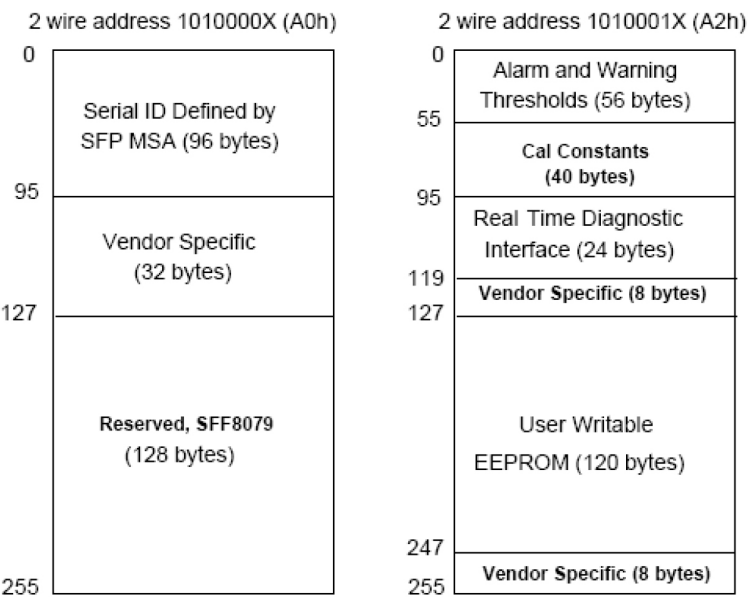 2 wire address 1010000X (A0h)
0
Serial ID Defined by
SFP MSA (96 bytes)
95
Vendor Specific
(32 bytes)
127
Reserved, SFF8079
(128 bytes)
255
2 wire address 1010001X (A2h)
0
Alarm and Warning
Thresholds (56 bytes)
55
Cal Constants
(40 bytes)
95
Real Time Diagnostic
Interface (24 bytes)
119
Vendor Specific (8 bytes)
127
User Writable
EEPROM (120 bytes)
247
Vendor Specific (8 bytes)
255